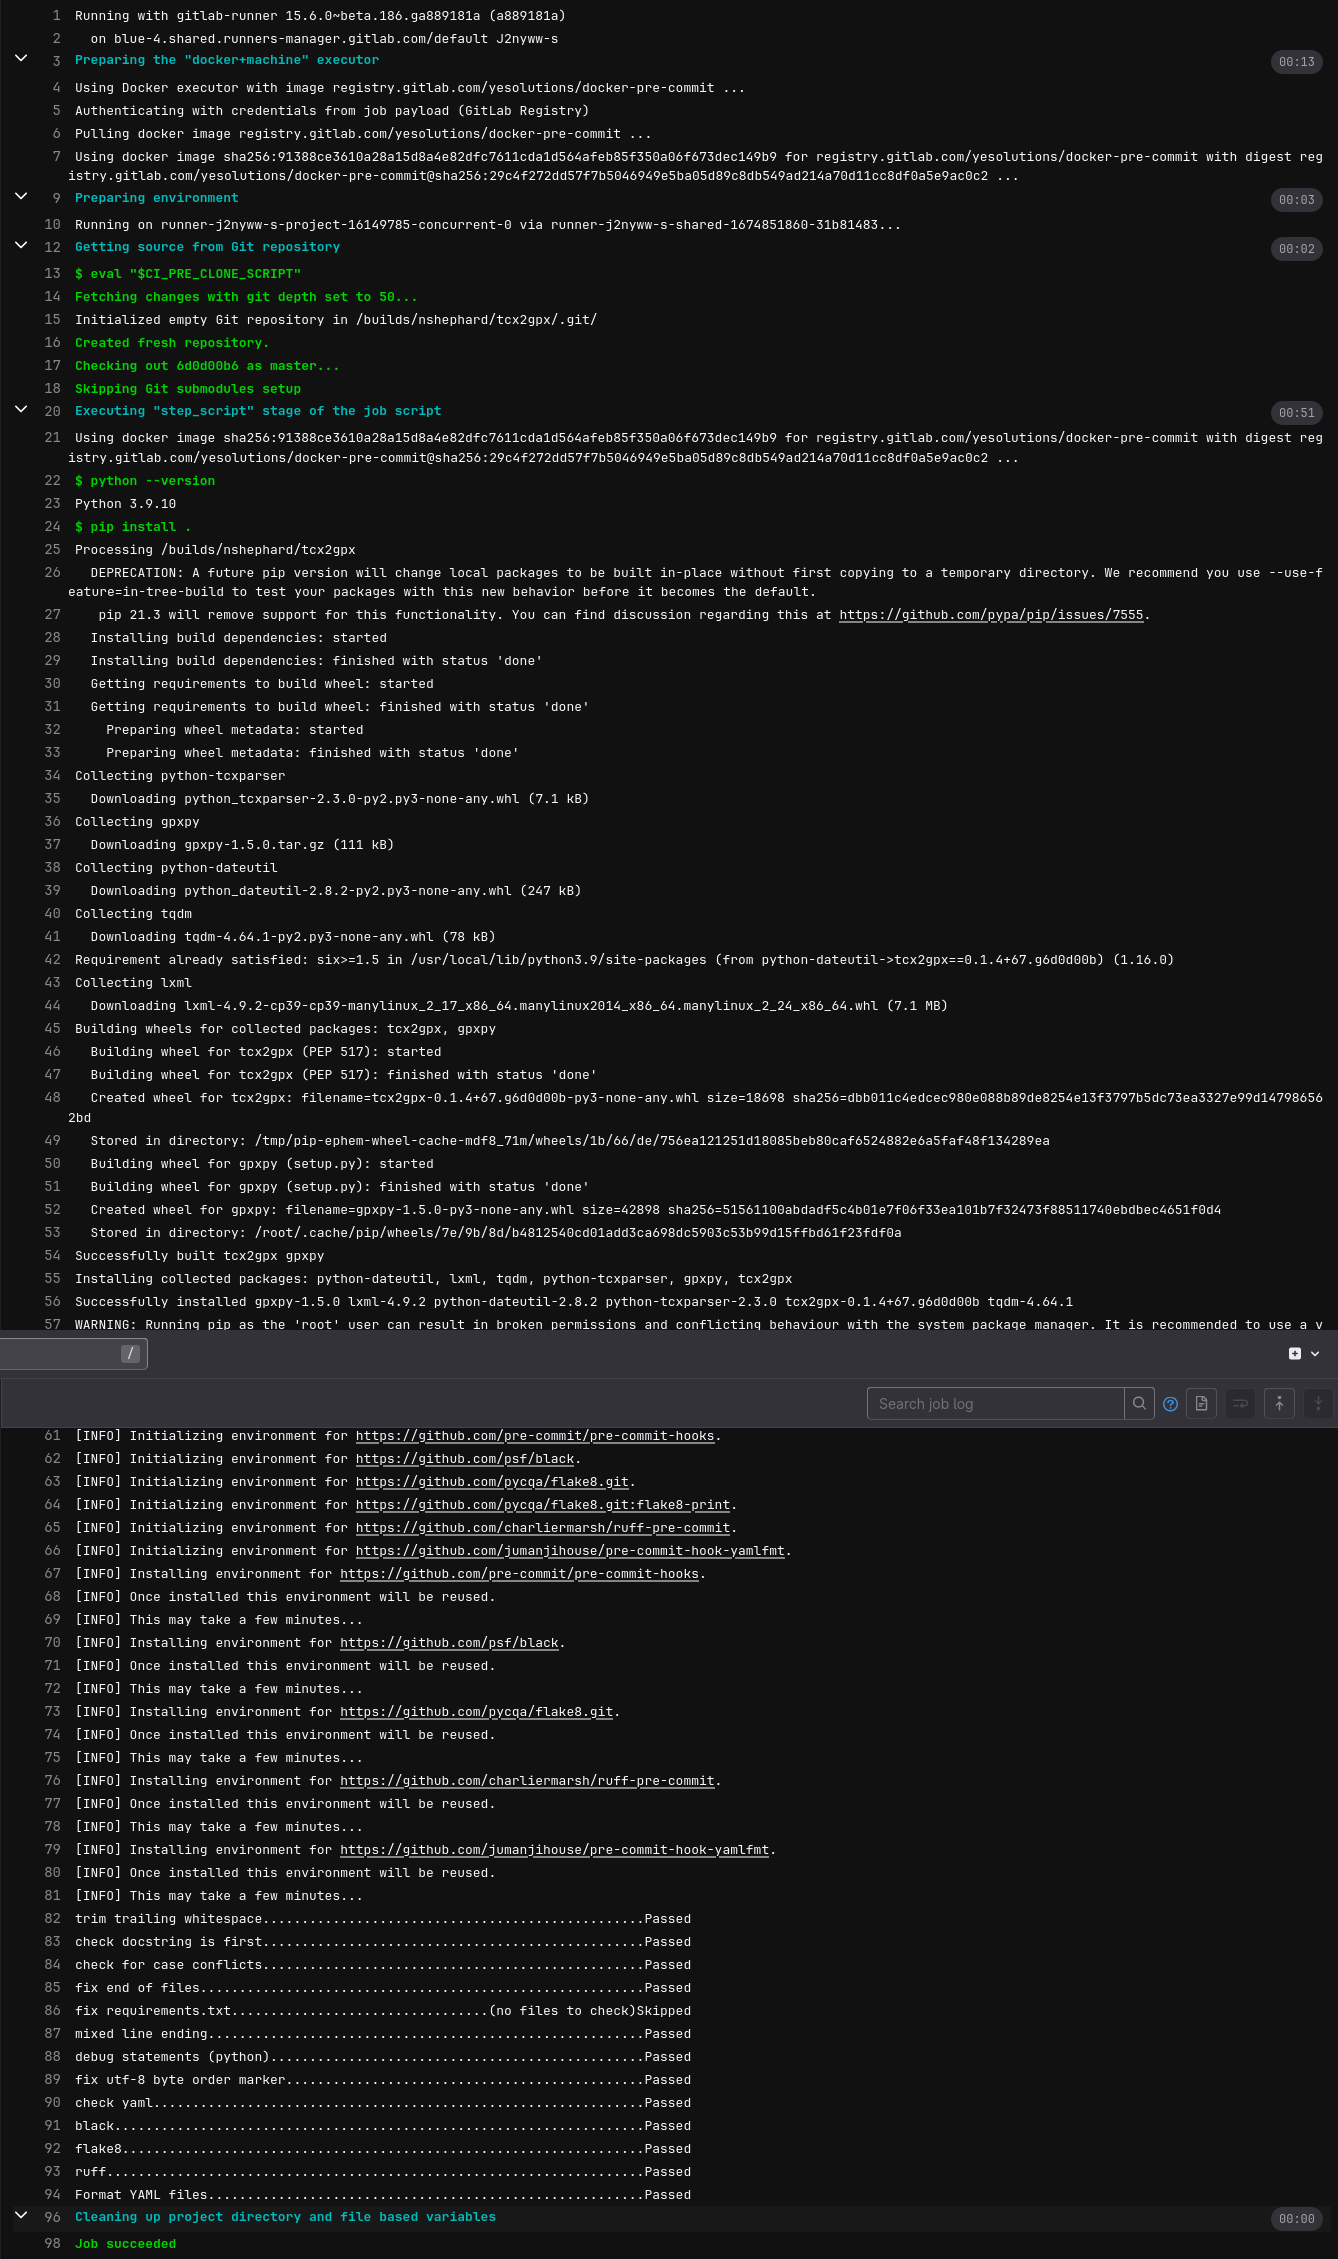 1 Running with gitlab-runner 15.6.0~beta.186.ga889181a (a889181a)
2 on blue-4.shared.runners-manager.gitlab.com/default J2nyww-s
3 Preparing the "docker+machine" executor 00:13
4 Using Docker executor with image registry.gitlab.com/yesolutions/docker-pre-commit ...
5 Authenticating with credentials from job payload (GitLab Registry)
6 Pulling docker image registry.gitlab.com/yesolutions/docker-pre-commit ...
7 Using docker image sha256:91388ce3610a28a15d8a4e82dfc7611cda1d564afeb85f350a06f673dec149b9 for registry.gitlab.com/yesolutions/docker-pre-commit with digest reg
istry.gitlab.com/yesolutions/docker-pre-commit@sha256:29c4f272dd57f7b5046949e5ba05d89c8db549ad214a70d11cc8df0a5e9ac0c2 ...
9 Preparing environment 00:03
10 Running on runner-j2nyww-s-project-16149785-concurrent-0 via runner-j2nyww-s-shared-1674851860-31b81483...
12 Getting source from Git repository 00:02
13 $ eval "$CI_PRE_CLONE_SCRIPT"
14 Fetching changes with git depth set to 50...
15 Initialized empty Git repository in /builds/nshephard/tcx2gpx/.git/
16 Created fresh repository.
17 Checking out 6d0d00b6 as master...
18 Skipping Git submodules setup
20 Executing "step_script" stage of the job script 00:51
21 Using docker image sha256:91388ce3610a28a15d8a4e82dfc7611cda1d564afeb85f350a06f673dec149b9 for registry.gitlab.com/yesolutions/docker-pre-commit with digest reg
istry.gitlab.com/yesolutions/docker-pre-commit@sha256:29c4f272dd57f7b5046949e5ba05d89c8db549ad214a70d11cc8df0a5e9ac0c2 ...
22 $ python --version
23 Python 3.9.10
24 $ pip install .
25 Processing /builds/nshephard/tcx2gpx
26 DEPRECATION: A future pip version will change local packages to be built in-place without first copying to a temporary directory. We recommend you use --use-f
eature=in-tree-build to test your packages with this new behavior before it becomes the default.
27 pip 21.3 will remove support for this functionality. You can find discussion regarding this at https://github.com/pypa/pip/issues/7555.
28 Installing build dependencies: started
29 Installing build dependencies: finished with status 'done'
30 Getting requirements to build wheel: started
31 Getting requirements to build wheel: finished with status 'done'
32 Preparing wheel metadata: started
33 Preparing wheel metadata: finished with status 'done'
34 Collecting python-tcxparser
35 Downloading python_tcxparser-2.3.0-py2.py3-none-any.whl (7.1 kB)
36 Collecting gpxpy
37 Downloading gpxpy-1.5.0.tar.gz (111 kB)
38 Collecting python-dateutil
39 Downloading python_dateutil-2.8.2-py2.py3-none-any.whl (247 kB)
40 Collecting tqdm
41 Downloading tqdm-4.64.1-py2.py3-none-any.whl (78 kB)
42 Requirement already satisfied: six>=1.5 in /usr/local/lib/python3.9/site-packages (from python-dateutil->tcx2gpx==0.1.4+67.g6d0d00b) (1.16.0)
43 Collecting lxml
44 Downloading lxml-4.9.2-cp39-cp39-manylinux_2_17_x86_64.manylinux2014_x86_64.manylinux_2_24_x86_64.whl (7.1 MB)
45 Building wheels for collected packages: tcx2gpx, gpxpy
46 Building wheel for tcx2gpx (PEP 517): started
47 Building wheel for tcx2gpx (PEP 517): finished with status 'done'
48 Created wheel for tcx2gpx: filename=tcx2gpx-0.1.4+67.g6d0d00b-py3-none-any.whl size=18698 sha256=dbb011c4edcec980e088b89de8254e13f3797b5dc73ea3327e99d14798656
2bd
49 Stored in directory: /tmp/pip-ephem-wheel-cache-mdf8_71m/wheels/1b/66/de/756ea121251d18085beb80caf6524882e6a5faf48f134289ea
50 Building wheel for gpxpy (setup.py): started
51 Building wheel for gpxpy (setup.py): finished with status 'done'
52 Created wheel for gpxpy: filename=gpxpy-1.5.0-py3-none-any.whl size=42898 sha256=51561100abdadf5c4b01e7f06f33ea101b7f32473f88511740ebdbec4651f0d4
53 Stored in directory: /root/.cache/pip/wheels/7e/9b/8d/b4812540cd01add3ca698dc5903c53b99d15ffbd61f23fdf0a
54 Successfully built tcx2gpx gpxpy
55 Installing collected packages: python-dateutil, lxml, tqdm, python-tcxparser, gpxpy, tcx2gpx
56 Successfully installed gpxpy-1.5.0 lxml-4.9.2 python-dateutil-2.8.2 python-tcxparser-2.3.0 tcx2gpx-0.1.4+67.g6d0d00b tqdm-4.64.1
57 WARNING: Running pip as the 'root' user can result in broken permissions and conflicting behaviour with the system package manager. It is recommended to use a v
/
Search job log
61 [INFO] Initializing environment for https://github.com/pre-commit/pre-commit-hooks.
62 [INFO] Initializing environment for https://github.com/psf/black.
63 [INFO] Initializing environment for https://github.com/pycqa/flake8.git.
64 [INFO] Initializing environment for https://github.com/pycqa/flake8.git:flake8-print.
65 [INFO] Initializing environment for https://github.com/charliermarsh/ruff-pre-commit.
66 [INFO] Initializing environment for https://github.com/jumanjihouse/pre-commit-hook-yamlfmt.
67 [INFO] Installing environment for https://github.com/pre-commit/pre-commit-hooks.
68 [INFO] Once installed this environment will be reused.
69 [INFO] This may take a few minutes...
70 [INFO] Installing environment for https://github.com/psf/black.
71 [INFO] Once installed this environment will be reused.
72 [INFO] This may take a few minutes...
73 [INFO] Installing environment for https://github.com/pycqa/flake8.git.
74 [INFO] Once installed this environment will be reused.
75 [INFO] This may take a few minutes...
76 [INFO] Installing environment for https://github.com/charliermarsh/ruff-pre-commit.
77 [INFO] Once installed this environment will be reused.
78 [INFO] This may take a few minutes...
79 [INFO] Installing environment for https://github.com/jumanjihouse/pre-commit-hook-yamlfmt.
80 [INFO] Once installed this environment will be reused.
81 [INFO] This may take a few minutes...
82 trim trailing whitespace.................................................Passed
83 check docstring is first.................................................Passed
84 check for case conflicts.................................................Passed
85 fix end of files.........................................................Passed
86 fix requirements.txt.................................(no files to check)Skipped
87 mixed line ending........................................................Passed
88 debug statements (python)................................................Passed
89 fix utf-8 byte order marker..............................................Passed
90 check yaml...............................................................Passed
91 black....................................................................Passed
92 flake8...................................................................Passed
93 ruff.....................................................................Passed
94 Format YAML files........................................................Passed
96 Cleaning up project directory and file based variables 00:00
98 Job succeeded